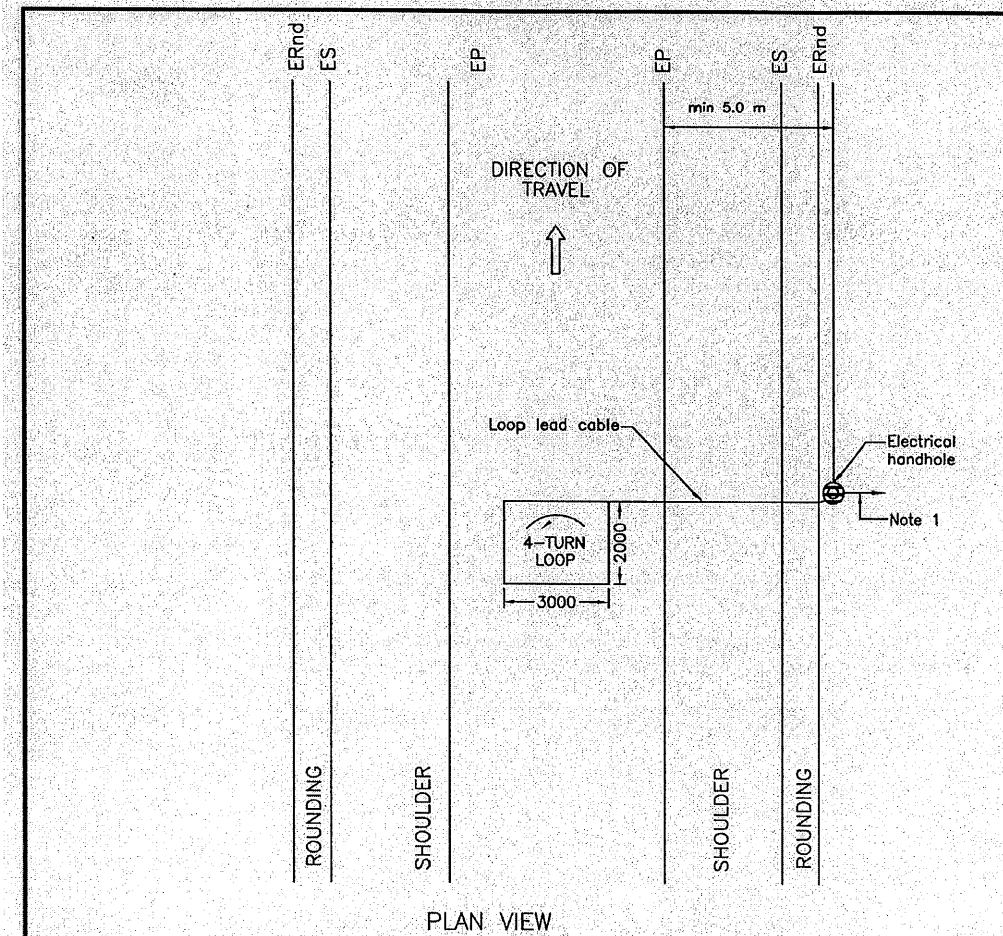 ERnd
ES
EP
EP
ES
ERnd
min 5.0 m
DIRECTION OF
TRAVEL
Loop lead cable
Electrical
handhole
Note 1
4-TURN
LOOP
2000
3000
ROUNDING
SHOULDER
SHOULDER
ROUNDING
PLAN VIEW